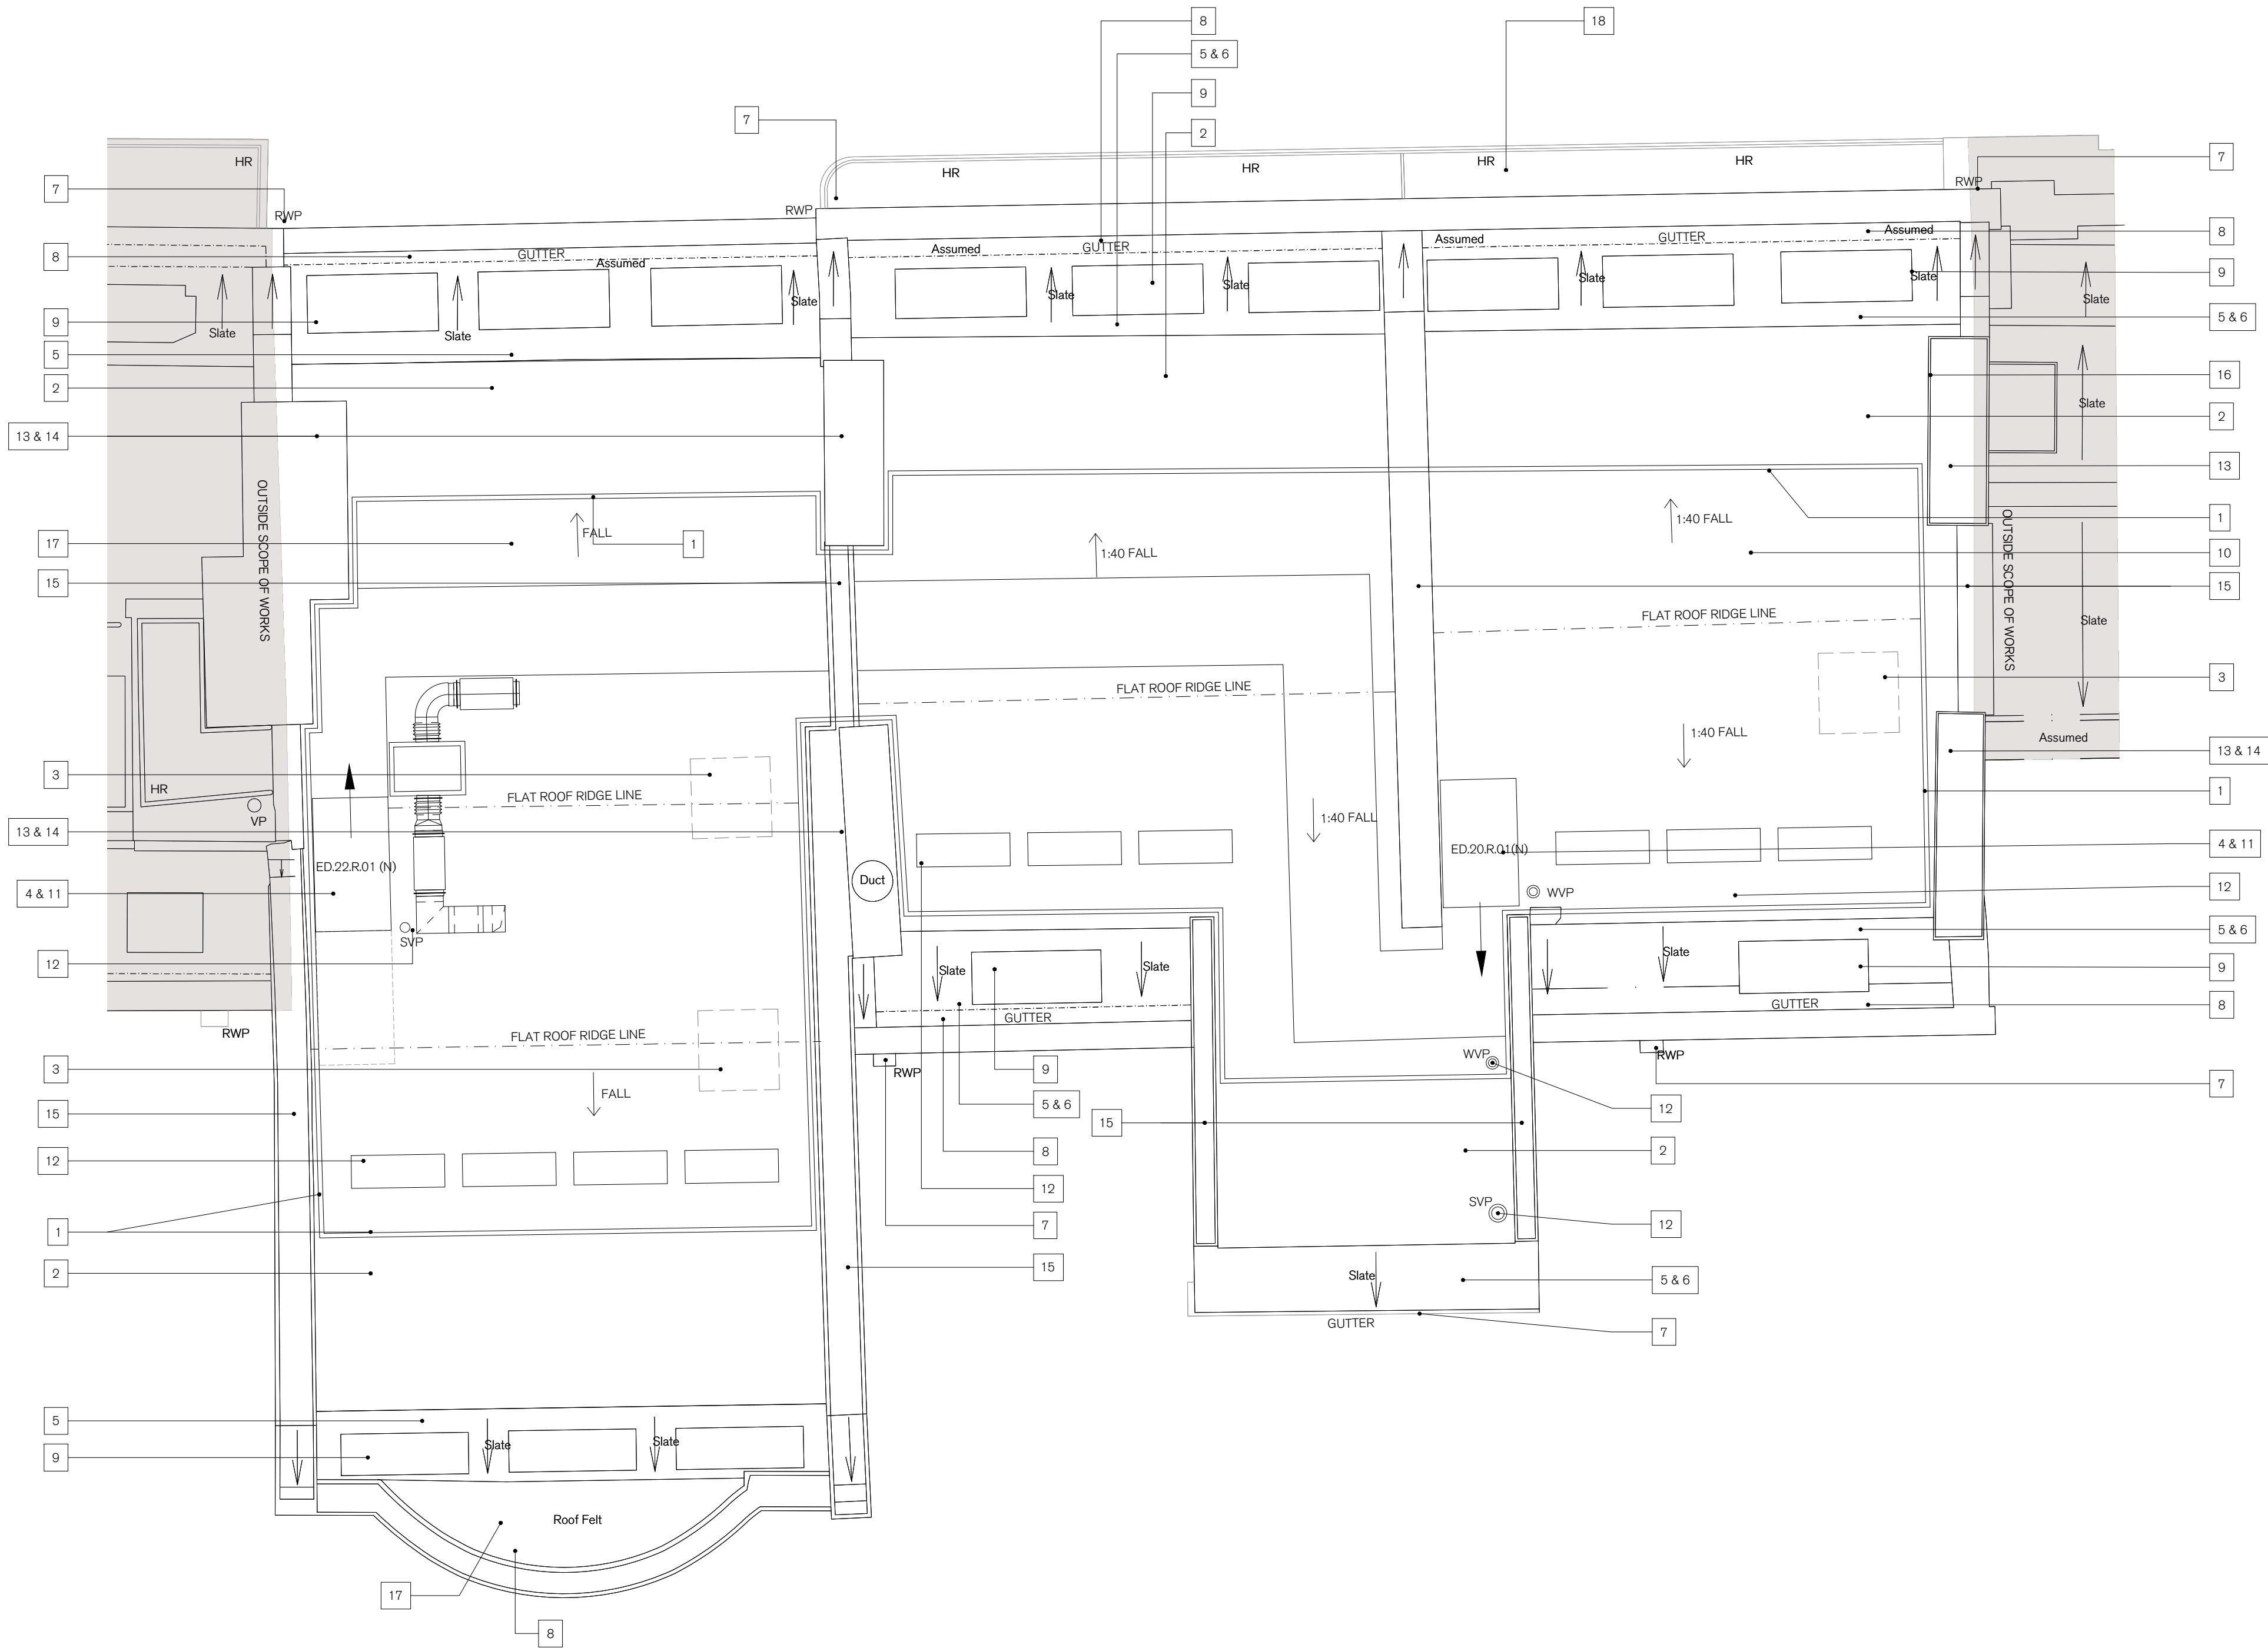 8
18
5 & 6
9
7
2
HR
HR
HR
HR
HR
7
7
RWP
RWP
RWP
8
GUTTER
Assumed
Assumed
GUTTER
Assumed
GUTTER
Assumed
8
9
Slate
Slate
Slate
Slate
Slate
Slate
Slate
Slate
9
5
5 & 6
2
16
Slate
2
13 & 14
13
OUTSIDE SCOPE OF WORKS
17
FALL
1
1:40 FALL
1:40 FALL
1
10
OUTSIDE SCOPE OF WORKS
15
15
FLAT ROOF RIDGE LINE
Slate
3
FLAT ROOF RIDGE LINE
1:40 FALL
Assumed
13 & 14
3
HR
FLAT ROOF RIDGE LINE
1
VP
13 & 14
1:40 FALL
ED.22.R.01 (N)
ED.20.R.01(N)
4 & 11
Duct
4 & 11
WVP
12
SVP
12
5 & 6
Slate
Slate
Slate
9
GUTTER
8
GUTTER
RWP
FLAT ROOF RIDGE LINE
WVP
RWP
3
RWP
9
7
FALL
5 & 6
12
15
15
8
2
12
12
SVP
7
12
1
15
2
Slate
5 & 6
GUTTER
7
5
Slate
Slate
9
Roof Felt
17
8